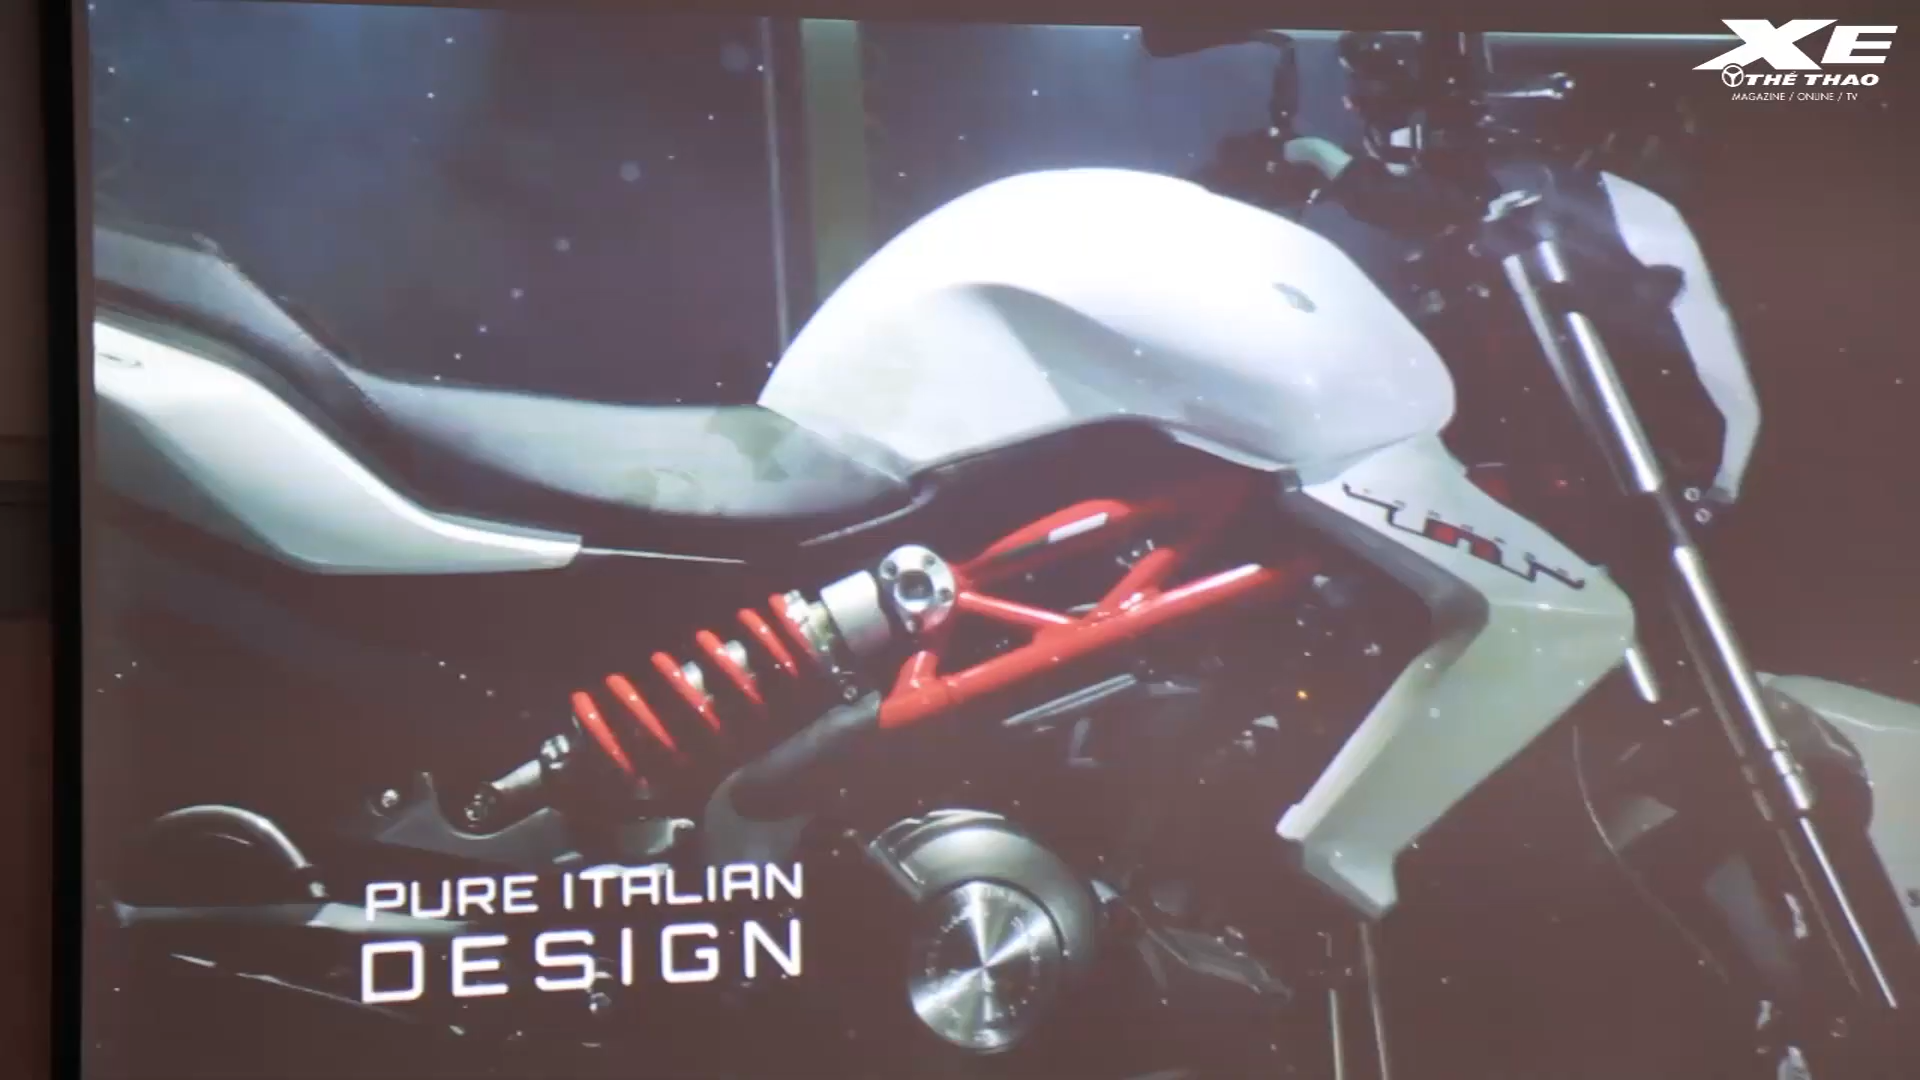 XE
THỂ THAO
MAGAZINE / ONLINE / TV
PURE ITALIAN
DESIGN